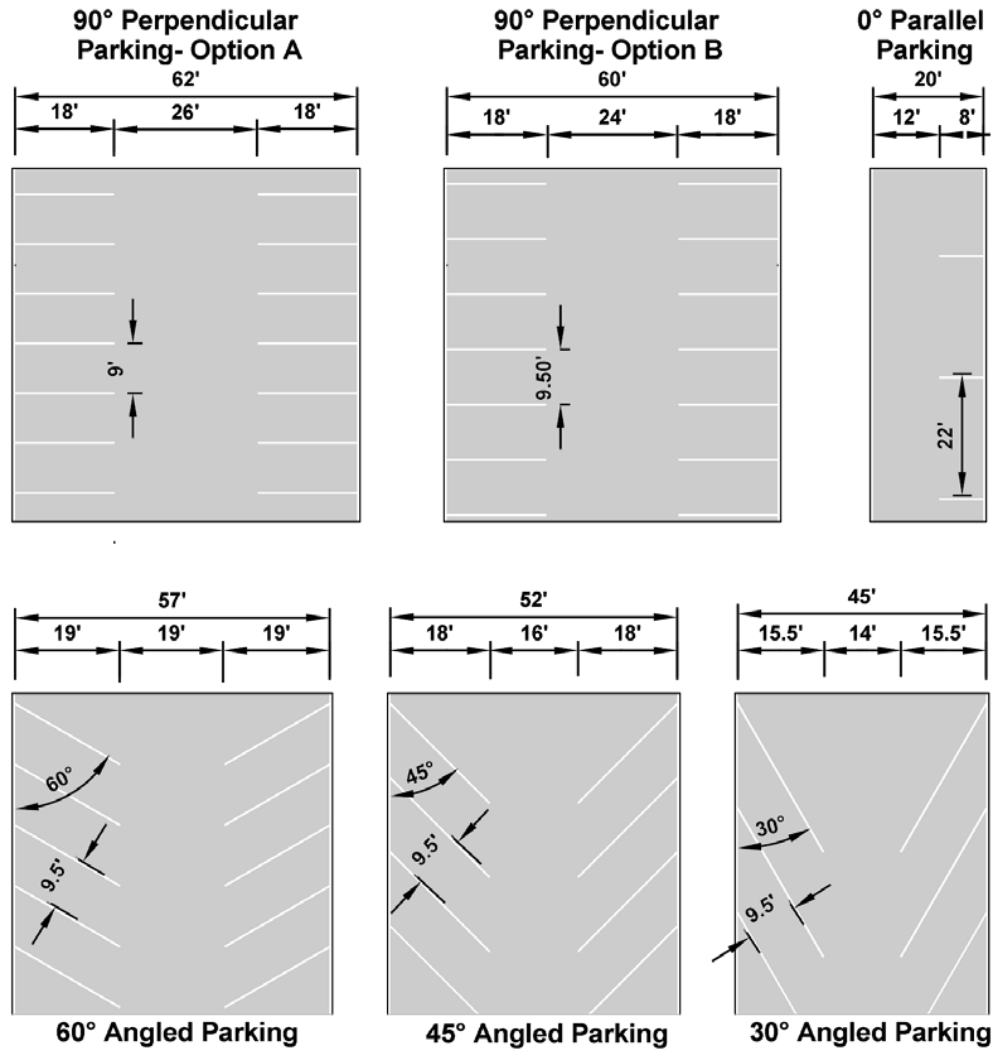 90° Perpendicular
Parking- Option A
62'
18' 26' 18'
9'
90° Perpendicular
Parking- Option B
60'
18' 24' 18'
9.50'
0° Parallel
Parking
20'
12' 8'
22'
57'
19' 19' 19'
60°
9.5'
60° Angled Parking
52'
18' 16' 18'
45°
9.5'
45° Angled Parking
45'
15.5' 14' 15.5'
30°
9.5'
30° Angled Parking